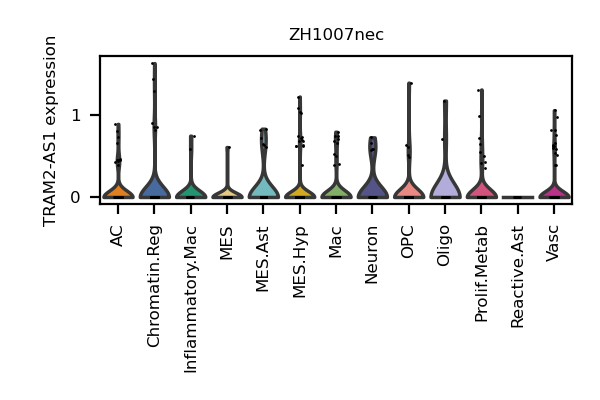 ZH1007nec
TRAM2-AS1 expression
1
0
AC
Chromatin.Reg
Inflammatory.Mac
MES
MES.Ast
MES.Hyp
Mac
Neuron
OPC
Oligo
Prolif.Metab
Reactive.Ast
Vasc